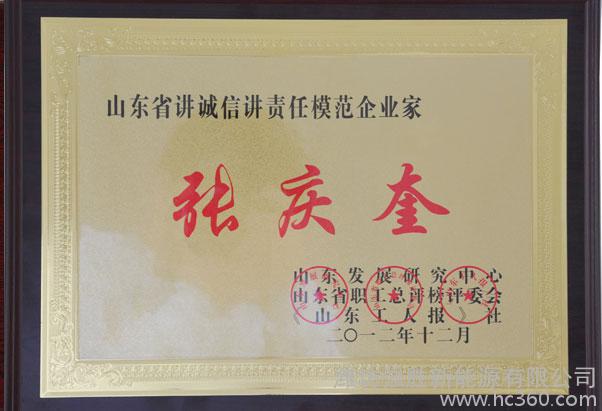 山东省讲诚信讲责任模范企业家
张庆奎
山东发展研究中心
山东省职工总评榜评委会
《山东工人报》社
二〇一二年十二月
新能源有限公司
www.hc360.com